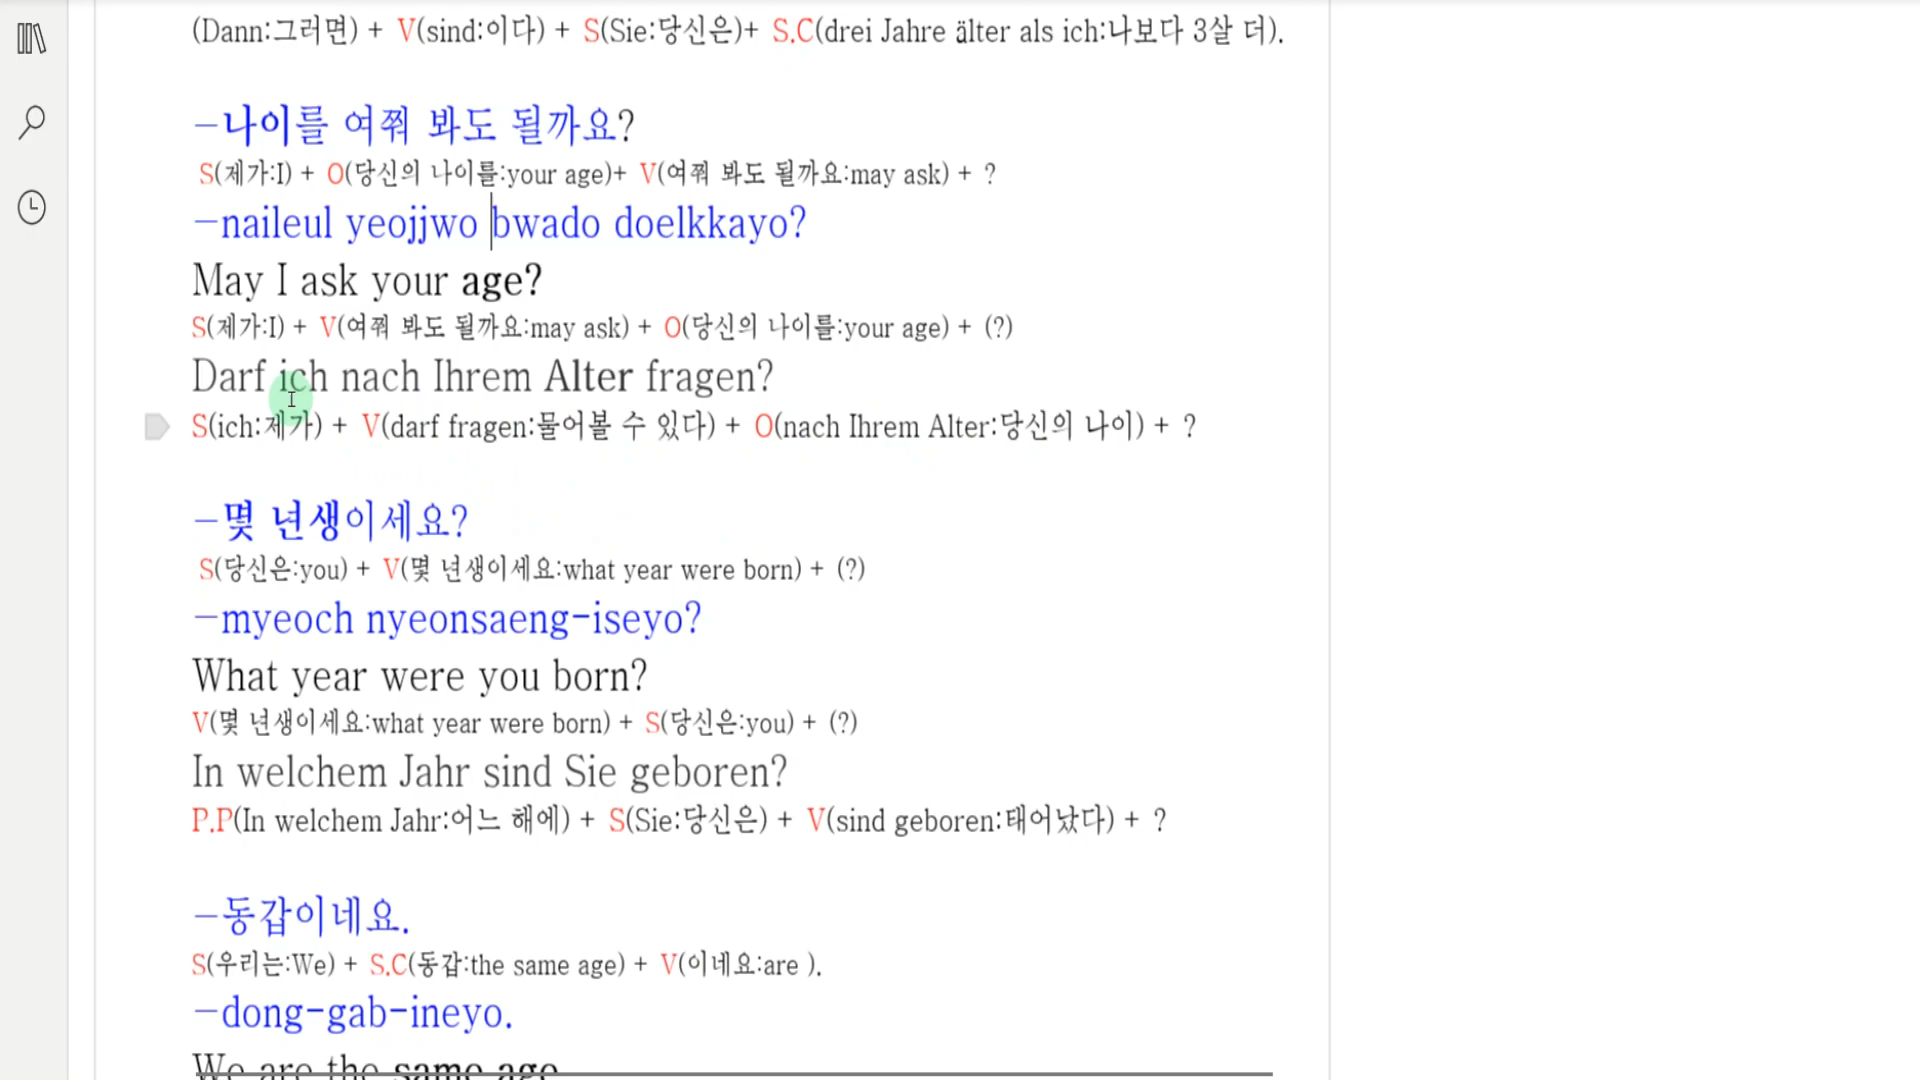 (Dann:그러면) + V(sind:이다) + S(Sie:당신은)+ S.C(drei Jahre älter als ich:나보다 3살 더).
–나이를 여쭤 봐도 될까요?
S(제가:I) + O(당신의 나이를:your age)+ V(여쭤 봐도 될까요:may ask) + ?
–naileul yeojjwo bwado doelkkayo?
May I ask your age?
S(제가:I) + V(여쭤 봐도 될까요:may ask) + O(당신의 나이를:your age) + (?)
Darf ich nach Ihrem Alter fragen?
S(ich:제가) + V(darf fragen:물어볼 수 있다) + O(nach Ihrem Alter:당신의 나이) + ?
–몇 년생이세요?
S(당신은:you) + V(몇 년생이세요:what year were born) + (?)
–myeoch nyeonsaeng-iseyo?
What year were you born?
V(몇 년생이세요:what year were born) + S(당신은:you) + (?)
In welchem Jahr sind Sie geboren?
P.P(In welchem Jahr:어느 해에) + S(Sie:당신은) + V(sind geboren:태어났다) + ?
–동갑이네요.
S(우리는:We) + S.C(동갑:the same age) + V(이네요:are ).
–dong-gab-ineyo.
We are the same age